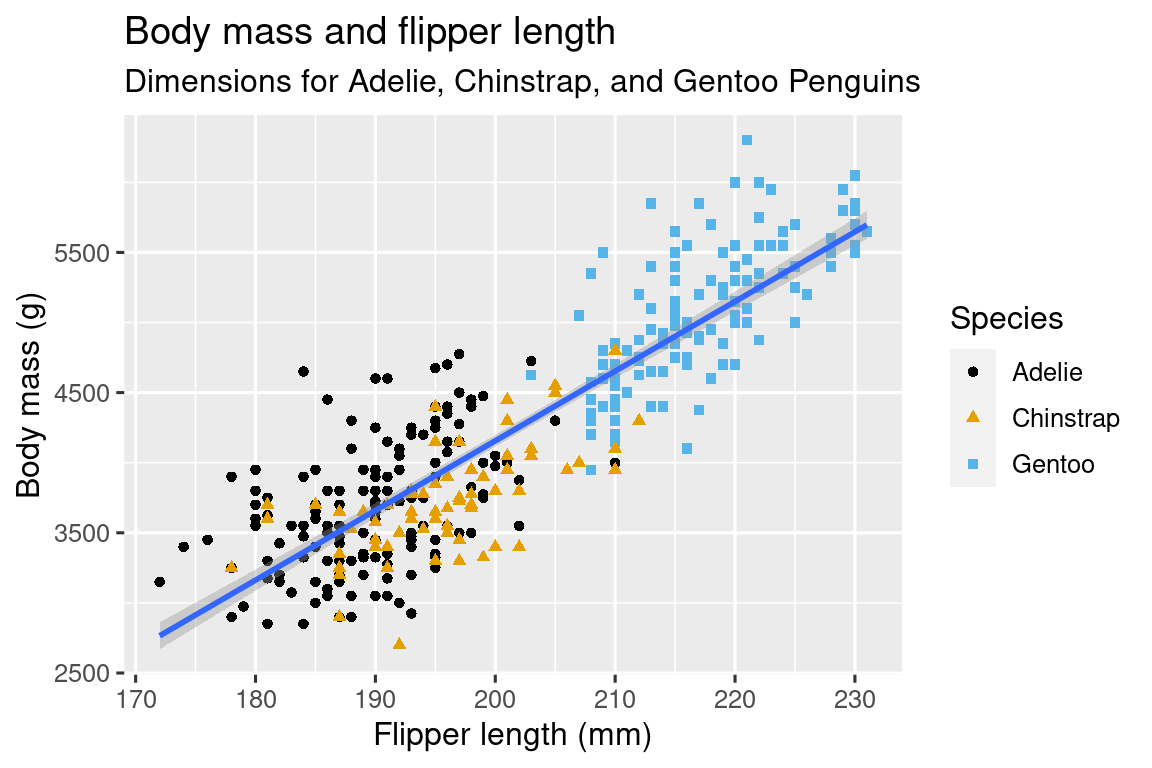 Body mass and flipper length
Dimensions for Adelie, Chinstrap, and Gentoo Penguins
Body mass (g)
5500
4500
3500
2500
170 180 190 200 210 220 230
Flipper length (mm)
Species
Adelie
Chinstrap
Gentoo